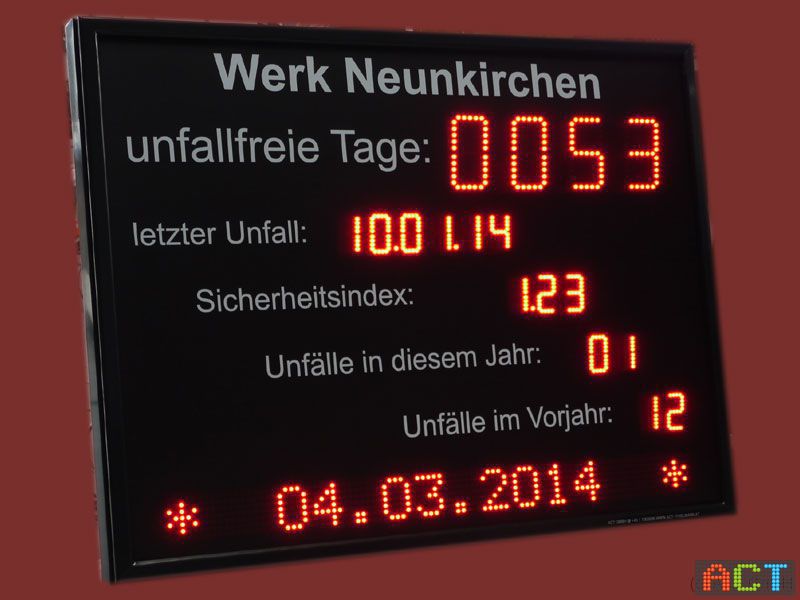 Werk Neunkirchen
unfallfreie Tage: 0053
letzter Unfall: 10.01.14
Sicherheitsindex: 1.23
Unfälle in diesem Jahr: 01
Unfälle im Vorjahr: 12
* 04.03.2014 *
ACT